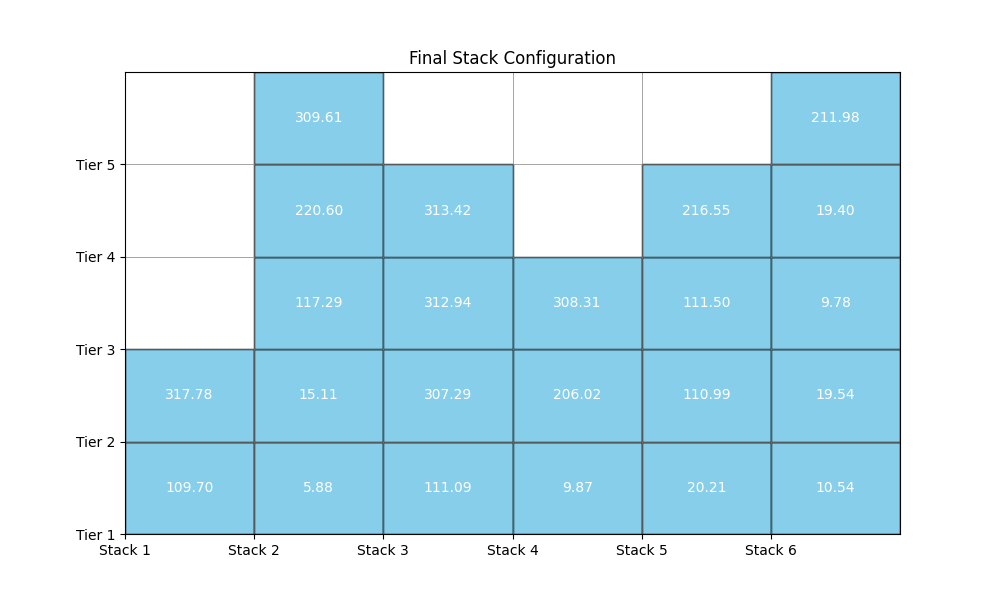 Final Stack Configuration
309.61 211.98
Tier 5
220.60 313.42 216.55 19.40
Tier 4
117.29 312.94 308.31 111.50 9.78
Tier 3
317.78 15.11 307.29 206.02 110.99 19.54
Tier 2
109.70 5.88 111.09 9.87 20.21 10.54
Tier 1
Stack 1 Stack 2 Stack 3 Stack 4 Stack 5 Stack 6